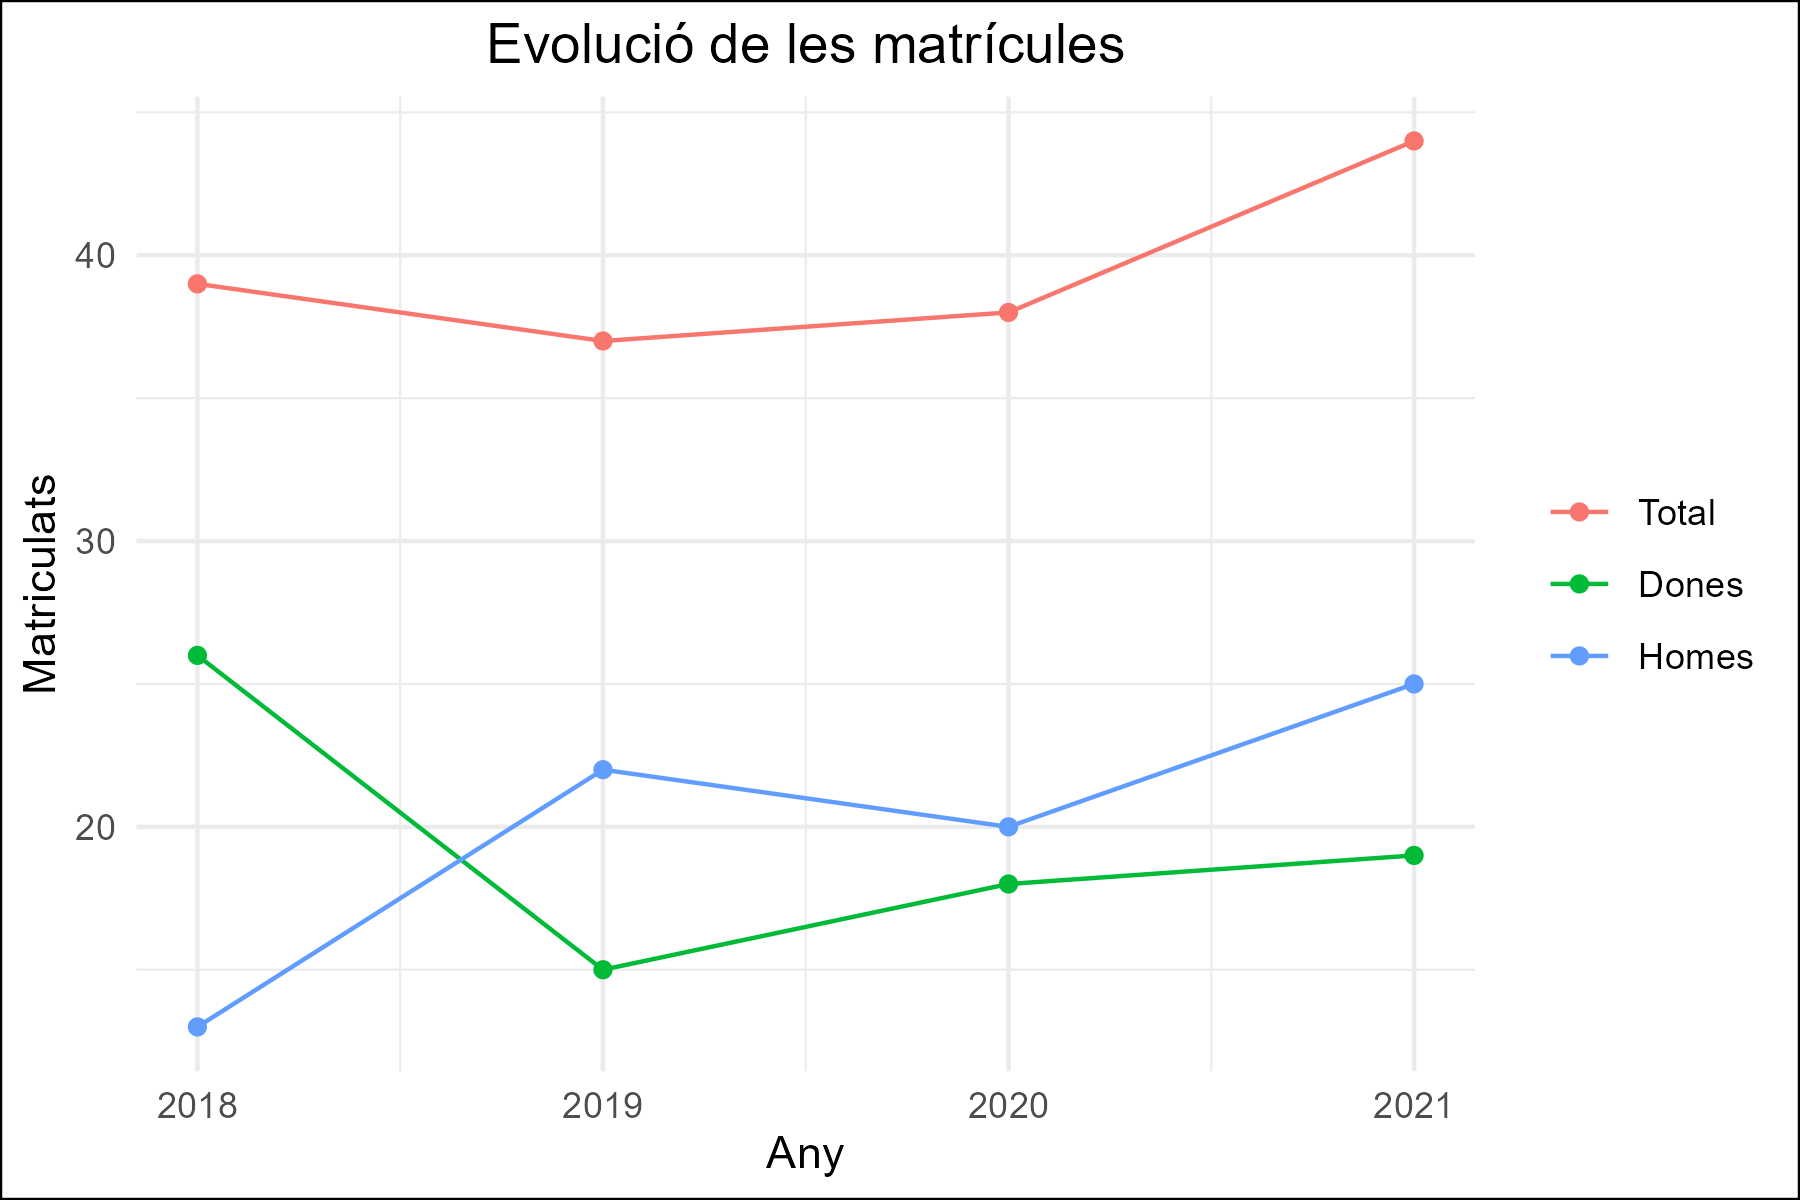 Evolució de les matrícules
Matriculats
40
30
20
2018
2019
2020
2021
Any
Total
Dones
Homes